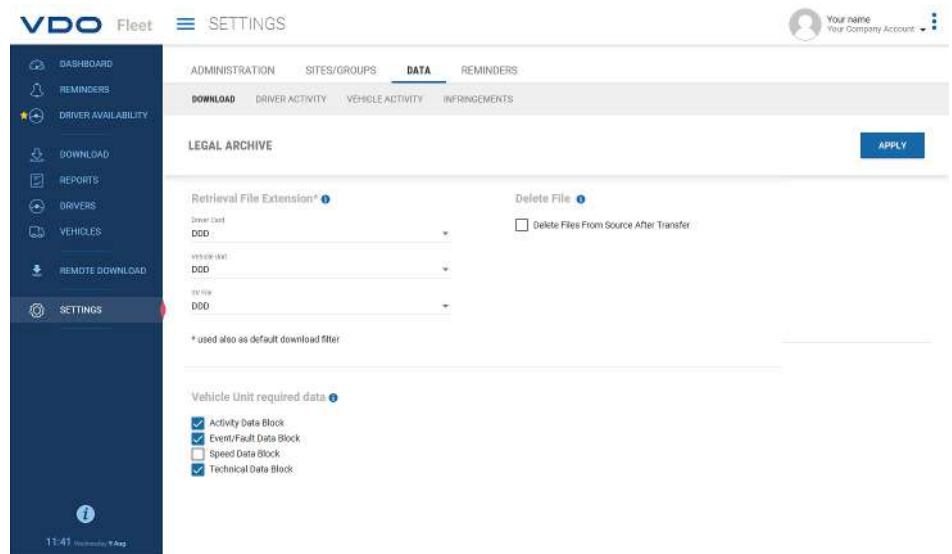 VDO Fleet SETTINGS
Your name
Your Company Account
DASHBOARD
REMINDERS
DRIVER AVAILABILITY
DOWNLOAD
REPORTS
DRIVERS
VEHICLES
REMOTE DOWNLOAD
SETTINGS
11:41 Wednesday 9 Aug
ADMINISTRATION SITES/GROUPS DATA REMINDERS
DOWNLOAD DRIVER ACTIVITY VEHICLE ACTIVITY INFRINGEMENTS
LEGAL ARCHIVE APPLY
Retrieval File Extension*
Driver Card
DDD
Vehicle Unit
DDD
DDD
* used also as default download filter
Delete File
Delete Files From Source After Transfer
Vehicle Unit required data
Activity Data Block
Event/Fault Data Block
Speed Data Block
Technical Data Block